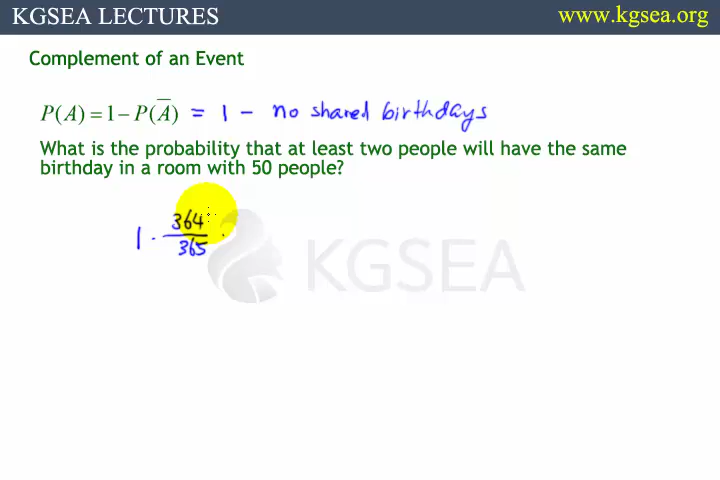 KGSEA LECTURES www.kgsea.org
Complement of an Event
P(A) = 1 − P(A̅) = 1 − no shared birthdays
What is the probability that at least two people will have the same
birthday in a room with 50 people?
1 · 364/365 ·
KGSEA